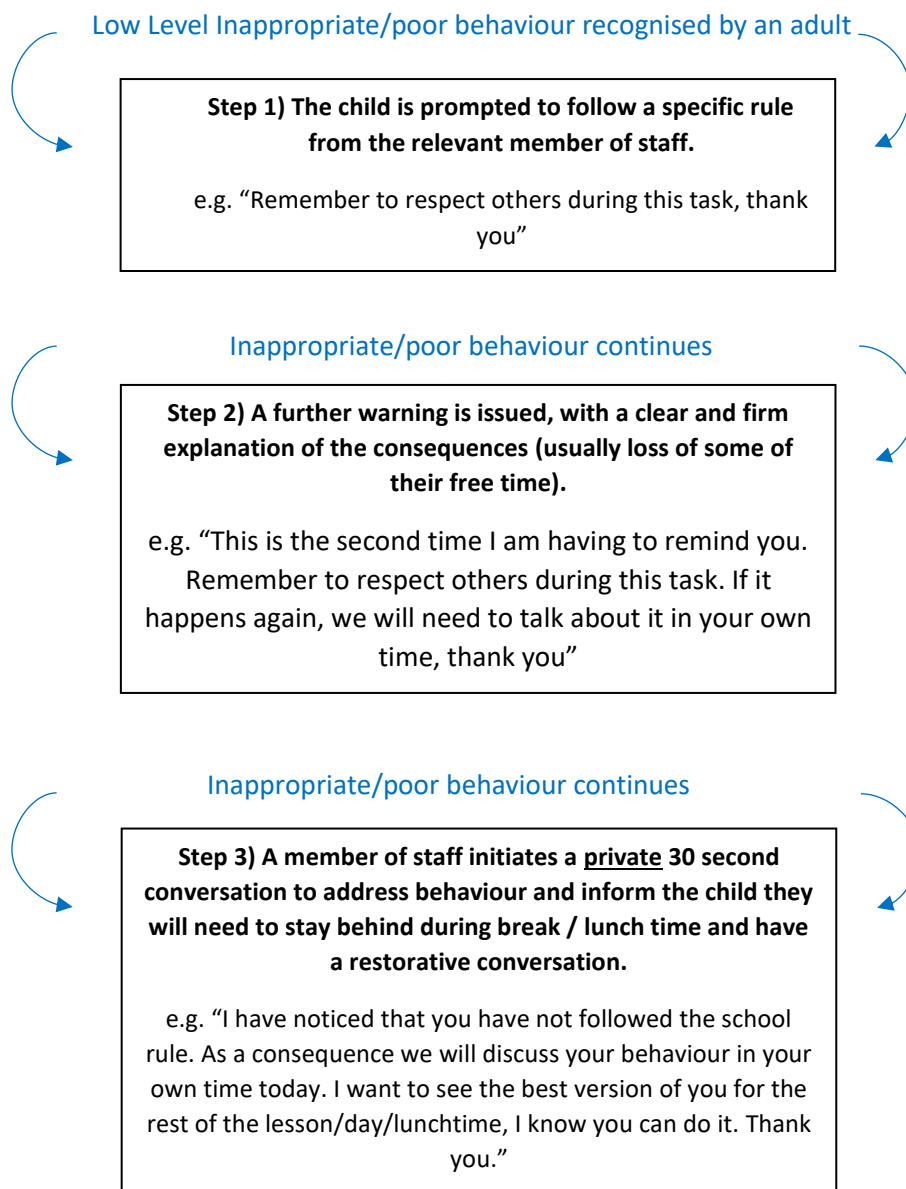 Low Level Inappropriate/poor behaviour recognised by an adult
Step 1) The child is prompted to follow a specific rule
from the relevant member of staff.
e.g. “Remember to respect others during this task, thank
you”
Inappropriate/poor behaviour continues
Step 2) A further warning is issued, with a clear and firm
explanation of the consequences (usually loss of some of
their free time).
e.g. “This is the second time I am having to remind you.
Remember to respect others during this task. If it
happens again, we will need to talk about it in your own
time, thank you”
Inappropriate/poor behaviour continues
Step 3) A member of staff initiates a private 30 second
conversation to address behaviour and inform the child they
will need to stay behind during break / lunch time and have
a restorative conversation.
e.g. “I have noticed that you have not followed the school
rule. As a consequence we will discuss your behaviour in your
own time today. I want to see the best version of you for the
rest of the lesson/day/lunchtime, I know you can do it. Thank
you.”